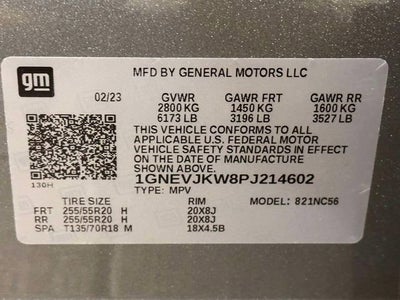 gm
MFD BY GENERAL MOTORS LLC
02/23 GVWR GAWR FRT GAWR RR
2800 KG 1450 KG 1600 KG
6173 LB 3196 LB 3527 LB
THIS VEHICLE CONFORMS TO ALL
APPLICABLE U.S. FEDERAL MOTOR
VEHICLE SAFETY STANDARDS IN EFFECT
ON THE DATE OF MANUFACTURE
SHOWN ABOVE.
130H 1GNEVJKW8PJ214602
TYPE: MPV
TIRE SIZE RIM MODEL: 821NC56
FRT 255/55R20 H 20X8J
RR 255/55R20 H 20X8J
SPA T135/70R18 M 18X4.5B